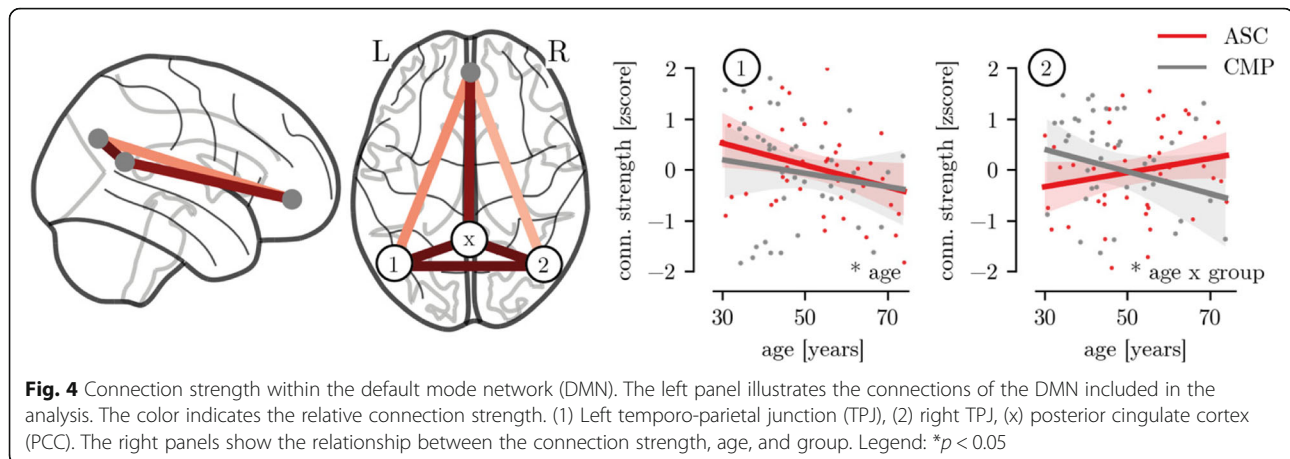 L
R
1
x
2
1
conn. strength [zscore]
2
1
0
−1
−2
* age
30
50
70
age [years]
2
ASC
CMP
conn. strength [zscore]
2
1
0
−1
−2
* age x group
30
50
70
age [years]
Fig. 4 Connection strength within the default mode network (DMN). The left panel illustrates the connections of the DMN included in the
analysis. The color indicates the relative connection strength. (1) Left temporo-parietal junction (TPJ), (2) right TPJ, (x) posterior cingulate cortex
(PCC). The right panels show the relationship between the connection strength, age, and group. Legend: *p < 0.05